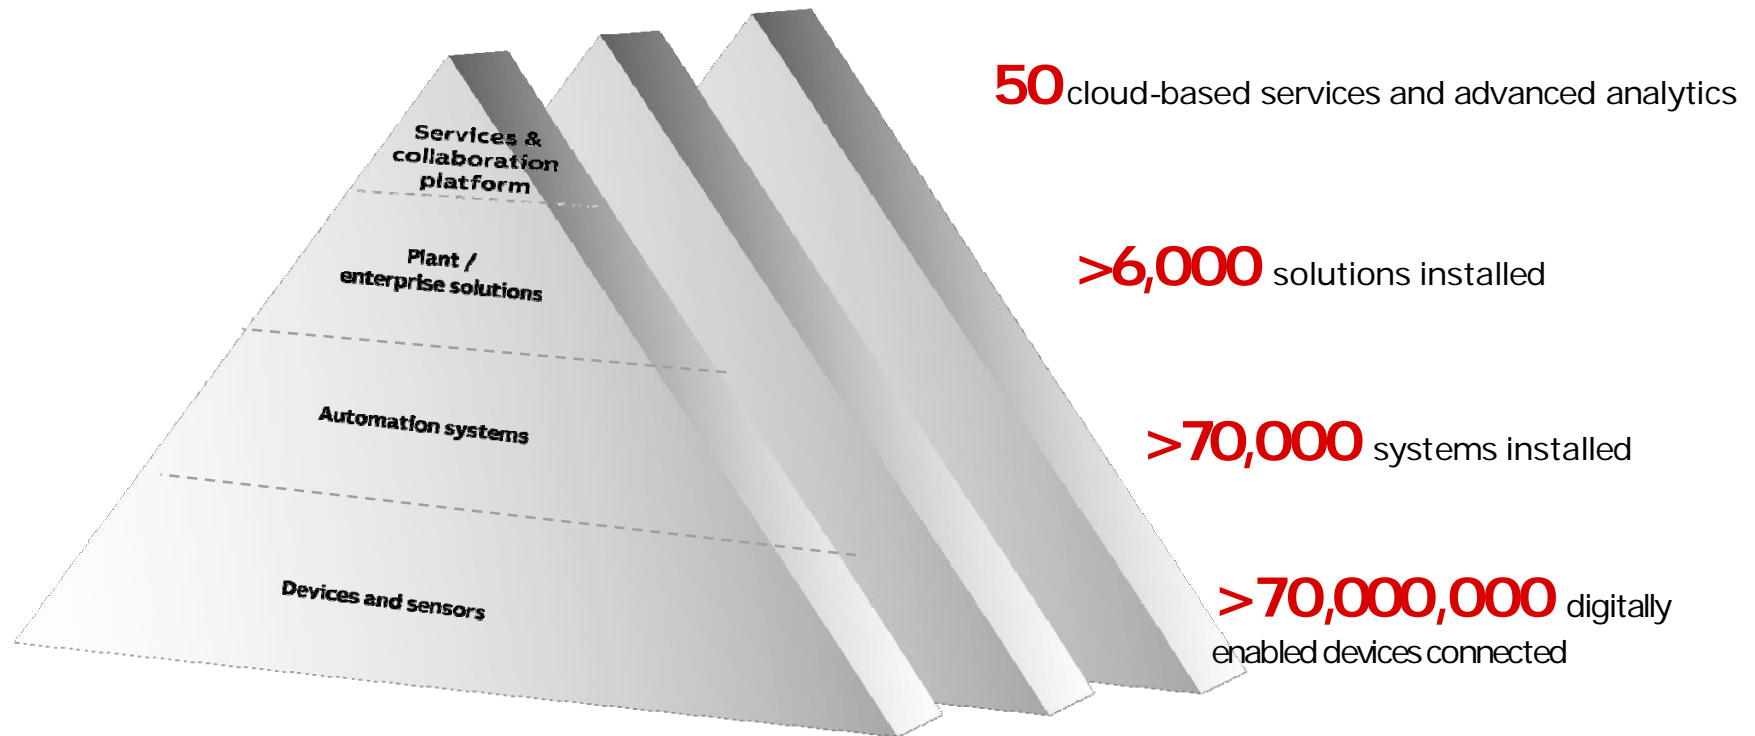 50 cloud-based services and advanced analytics
Services &
collaboration
platform
Plant /
enterprise solutions
>6,000 solutions installed
Automation systems
>70,000 systems installed
Devices and sensors
>70,000,000 digitally
enabled devices connected